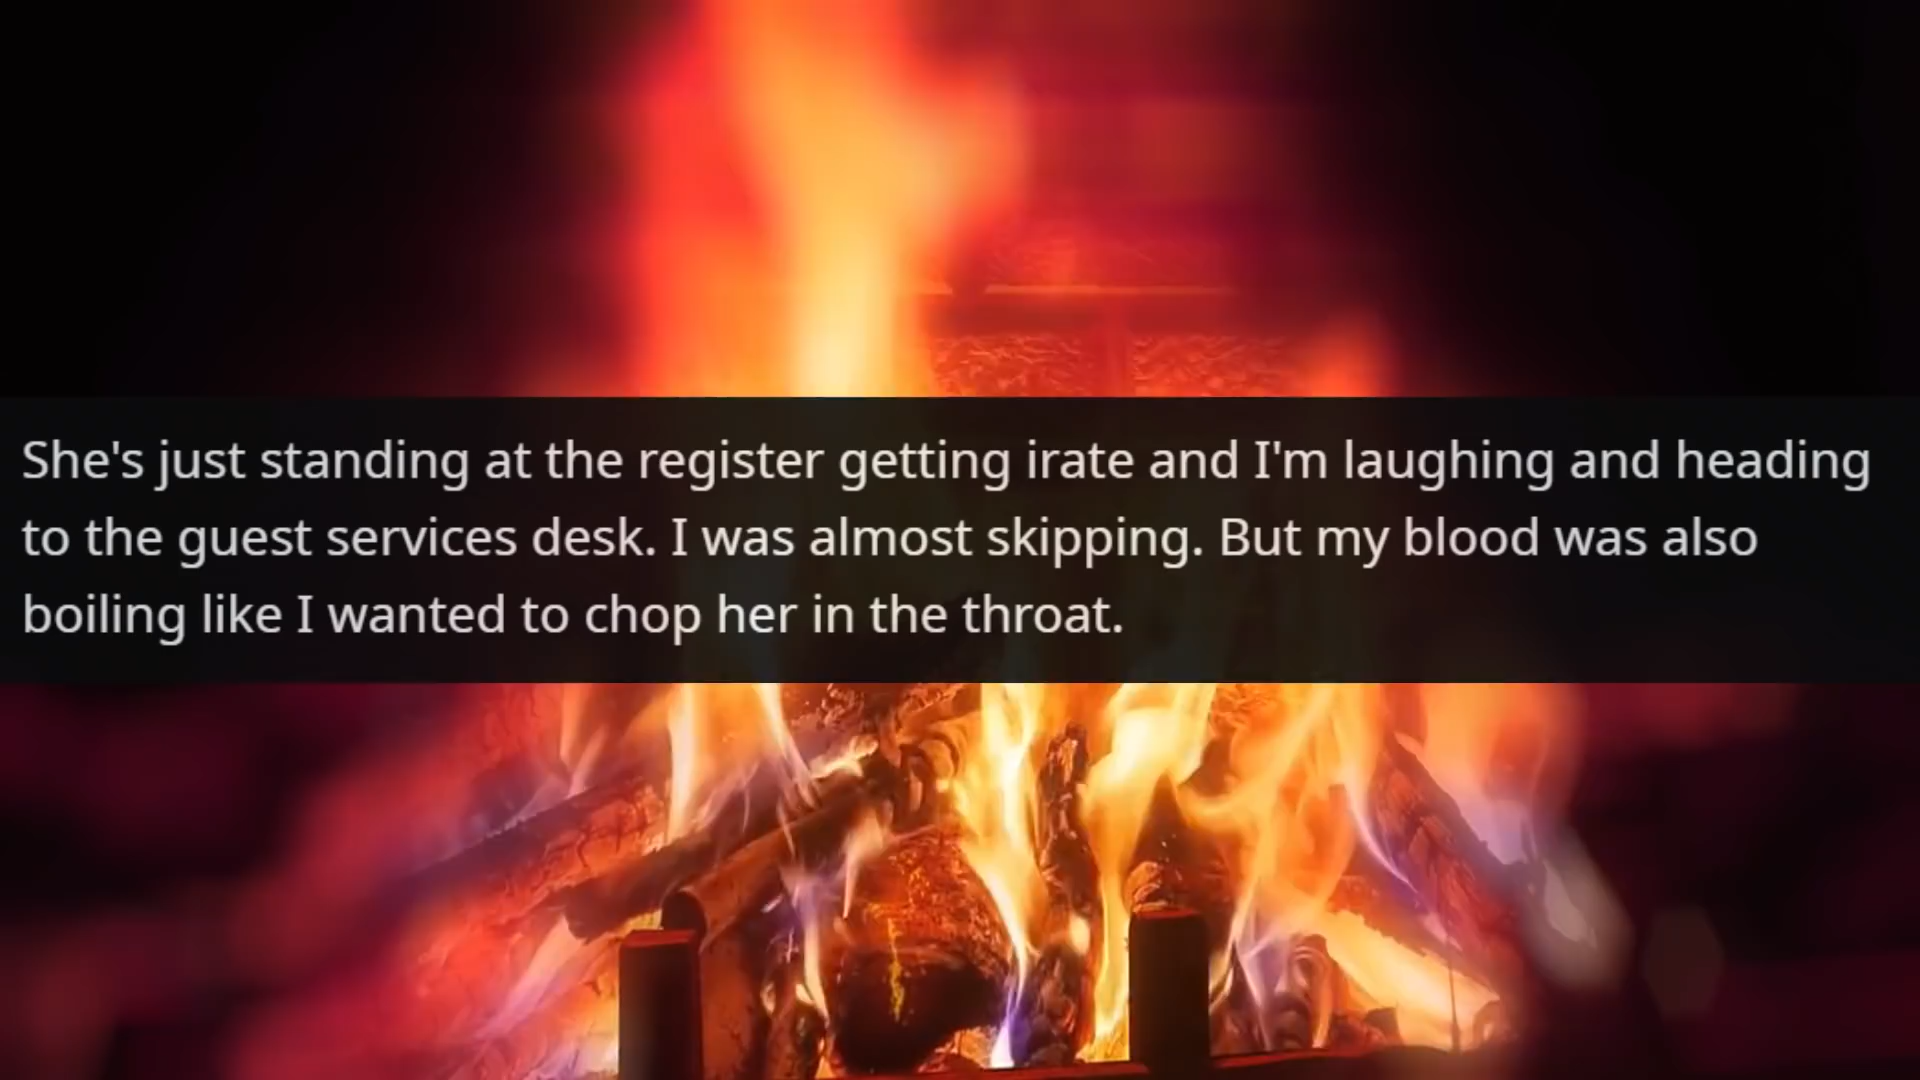 She's just standing at the register getting irate and I'm laughing and heading
to the guest services desk. I was almost skipping. But my blood was also
boiling like I wanted to chop her in the throat.